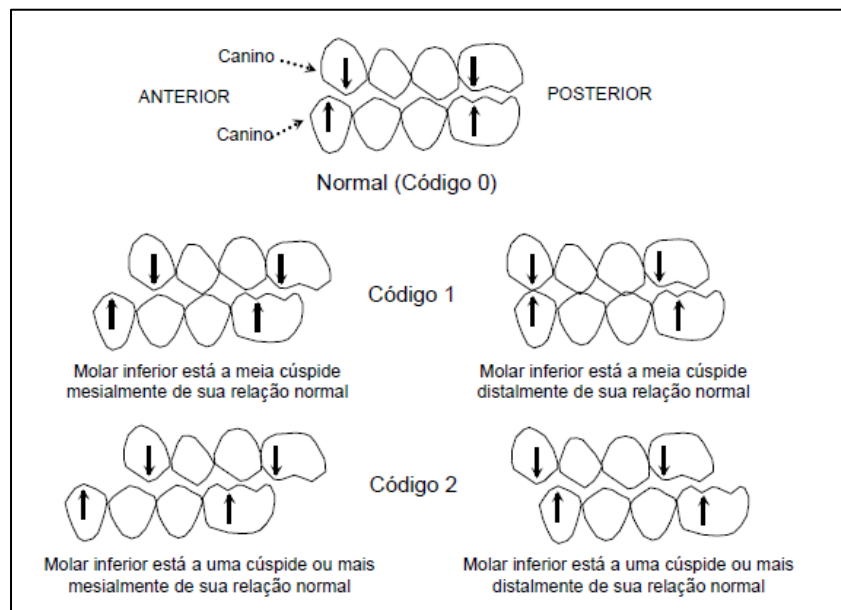 Canino
ANTERIOR
POSTERIOR
Canino
Normal (Código 0)
Código 1
Molar inferior está a meia cúspide
mesialmente de sua relação normal
Molar inferior está a meia cúspide
distalmente de sua relação normal
Código 2
Molar inferior está a uma cúspide ou mais
mesialmente de sua relação normal
Molar inferior está a uma cúspide ou mais
distalmente de sua relação normal